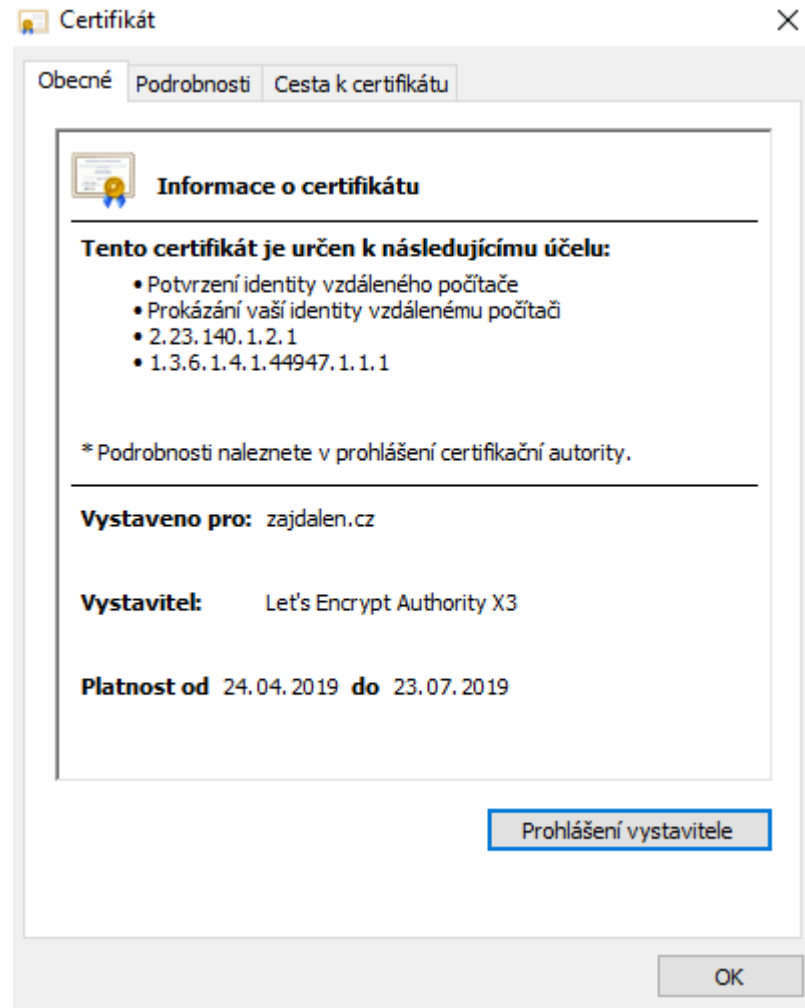 Certifikát
Obecné Podrobnosti Cesta k certifikátu
Informace o certifikátu
Tento certifikát je určen k následujícímu účelu:
• Potvrzení identity vzdáleného počítače
• Prokázání vaší identity vzdálenému počítači
• 2.23.140.1.2.1
• 1.3.6.1.4.1.44947.1.1.1
* Podrobnosti naleznete v prohlášení certifikační autority.
Vystaveno pro: zajdalen.cz
Vystavitel: Let's Encrypt Authority X3
Platnost od 24.04.2019 do 23.07.2019
Prohlášení vystavitele
OK